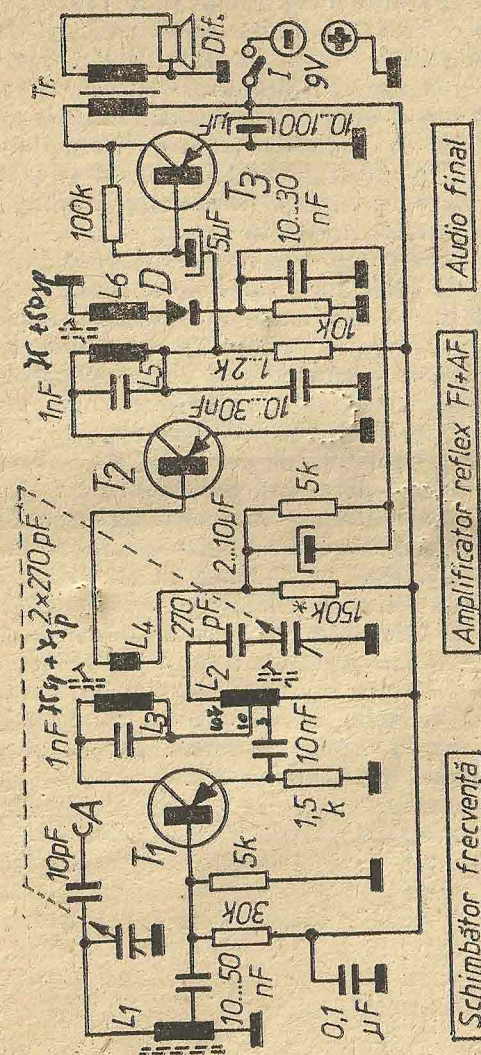 L1
10pF
A
2×270pF
T1
10...50
nF
0,1
µF
30k
5k
1,5
k
10nF
1nF
L3
L2
L4
270
pF
150k*
2...10µF
5k
T2
1nF
L5
10...30nF
1...2k
L6
D
10k
10...30
nF
5µF
100k
T3
10...100
µF
Tr.
Dif.
I
9V
Schimbător frecvență
Amplificator reflex FI+AF
Audio final